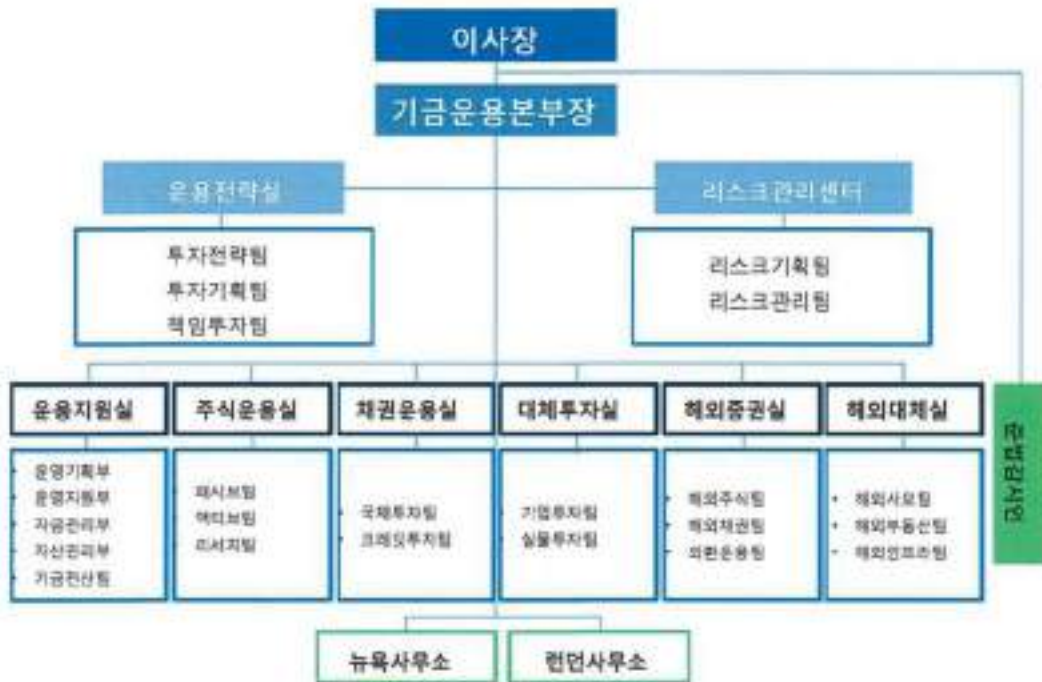 이사장
기금운용본부장
운용전략실
리스크관리센터
투자전략팀
투자기획팀
책임투자팀
리스크기획팀
리스크관리팀
운용지원실
주식운용실
채권운용실
대체투자실
해외증권실
해외대체실
준법감시인
운영기획부
운영지원부
자금관리부
자산관리부
기금전산팀
패시브팀
액티브팀
리서치팀
국채투자팀
크레딧투자팀
기업투자팀
실물투자팀
해외주식팀
해외채권팀
외환운용팀
해외사모팀
해외부동산팀
해외인프라팀
뉴욕사무소
런던사무소